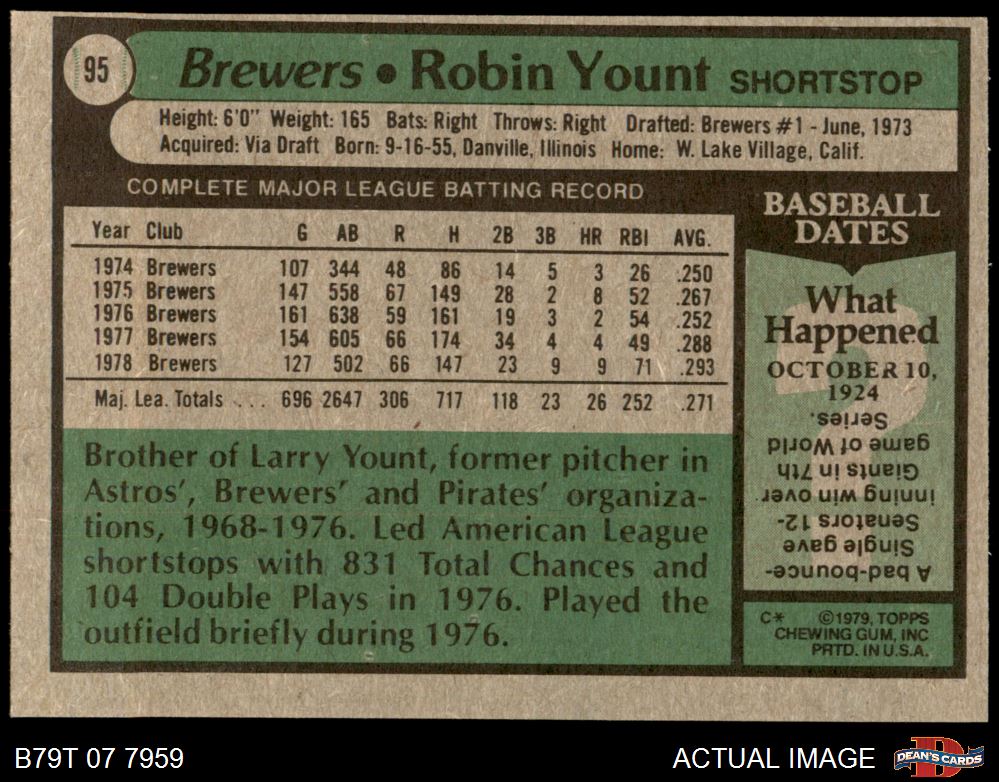 95
Brewers • Robin Yount SHORTSTOP
Height: 6'0" Weight: 165 Bats: Right Throws: Right Drafted: Brewers #1 - June, 1973
Acquired: Via Draft Born: 9-16-55, Danville, Illinois Home: W. Lake Village, Calif.
COMPLETE MAJOR LEAGUE BATTING RECORD
Year Club G AB R H 2B 3B HR RBI AVG.
1974 Brewers 107 344 48 86 14 5 3 26 .250
1975 Brewers 147 558 67 149 28 2 8 52 .267
1976 Brewers 161 638 59 161 19 3 2 54 .252
1977 Brewers 154 605 66 174 34 4 4 49 .288
1978 Brewers 127 502 66 147 23 9 9 71 .293
Maj. Lea. Totals ... 696 2647 306 717 118 23 26 252 .271
Brother of Larry Yount, former pitcher in
Astros', Brewers' and Pirates' organiza-
tions, 1968-1976. Led American League
shortstops with 831 Total Chances and
104 Double Plays in 1976. Played the
outfield briefly during 1976.
BASEBALL
DATES
What
Happened
OCTOBER 10,
1924
A bad-bounce-
single gave
Senators 12-
inning win over
Giants in 7th
game of World
Series.
C* ©1979, TOPPS
CHEWING GUM, INC
PRTD. IN U.S.A.
B79T 07 7959
ACTUAL IMAGE
D
DEAN'S CARDS